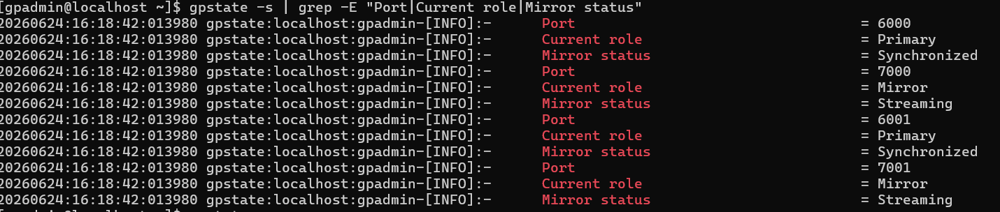 [gpadmin@localhost ~]$ gpstate -s | grep -E "Port|Current role|Mirror status"
20260624:16:18:42:013980 gpstate:localhost:gpadmin-[INFO]:-      Port                                   = 6000
20260624:16:18:42:013980 gpstate:localhost:gpadmin-[INFO]:-      Current role                           = Primary
20260624:16:18:42:013980 gpstate:localhost:gpadmin-[INFO]:-      Mirror status                          = Synchronized
20260624:16:18:42:013980 gpstate:localhost:gpadmin-[INFO]:-      Port                                   = 7000
20260624:16:18:42:013980 gpstate:localhost:gpadmin-[INFO]:-      Current role                           = Mirror
20260624:16:18:42:013980 gpstate:localhost:gpadmin-[INFO]:-      Mirror status                          = Streaming
20260624:16:18:42:013980 gpstate:localhost:gpadmin-[INFO]:-      Port                                   = 6001
20260624:16:18:42:013980 gpstate:localhost:gpadmin-[INFO]:-      Current role                           = Primary
20260624:16:18:42:013980 gpstate:localhost:gpadmin-[INFO]:-      Mirror status                          = Synchronized
20260624:16:18:42:013980 gpstate:localhost:gpadmin-[INFO]:-      Port                                   = 7001
20260624:16:18:42:013980 gpstate:localhost:gpadmin-[INFO]:-      Current role                           = Mirror
20260624:16:18:42:013980 gpstate:localhost:gpadmin-[INFO]:-      Mirror status                          = Streaming